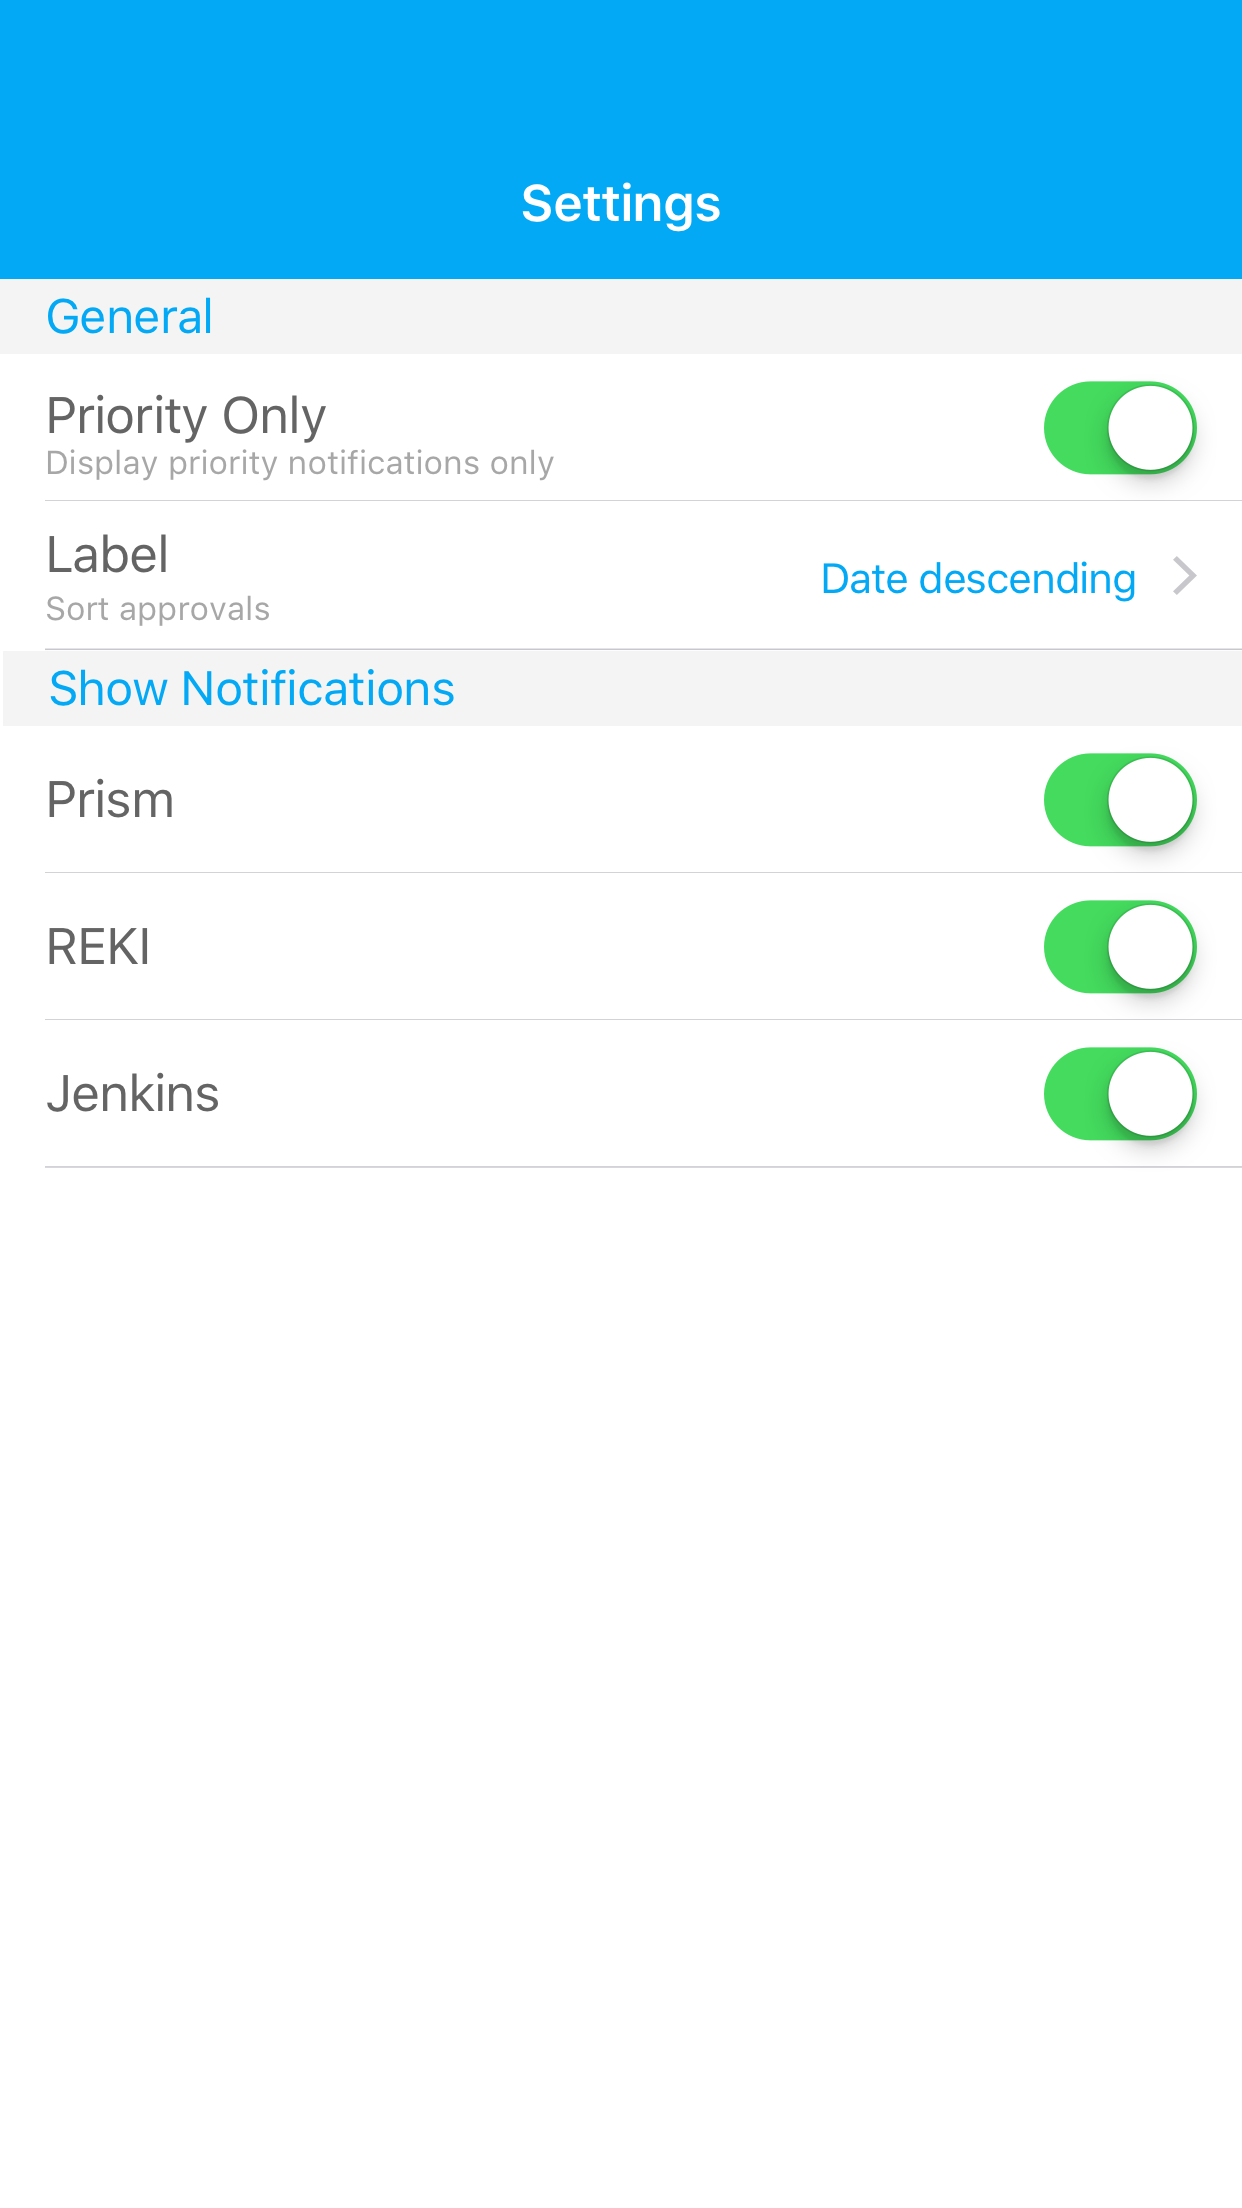 Settings
General
Priority Only
Display priority notifications only
Label
Date descending
Sort approvals
Show Notifications
Prism
REKI
Jenkins